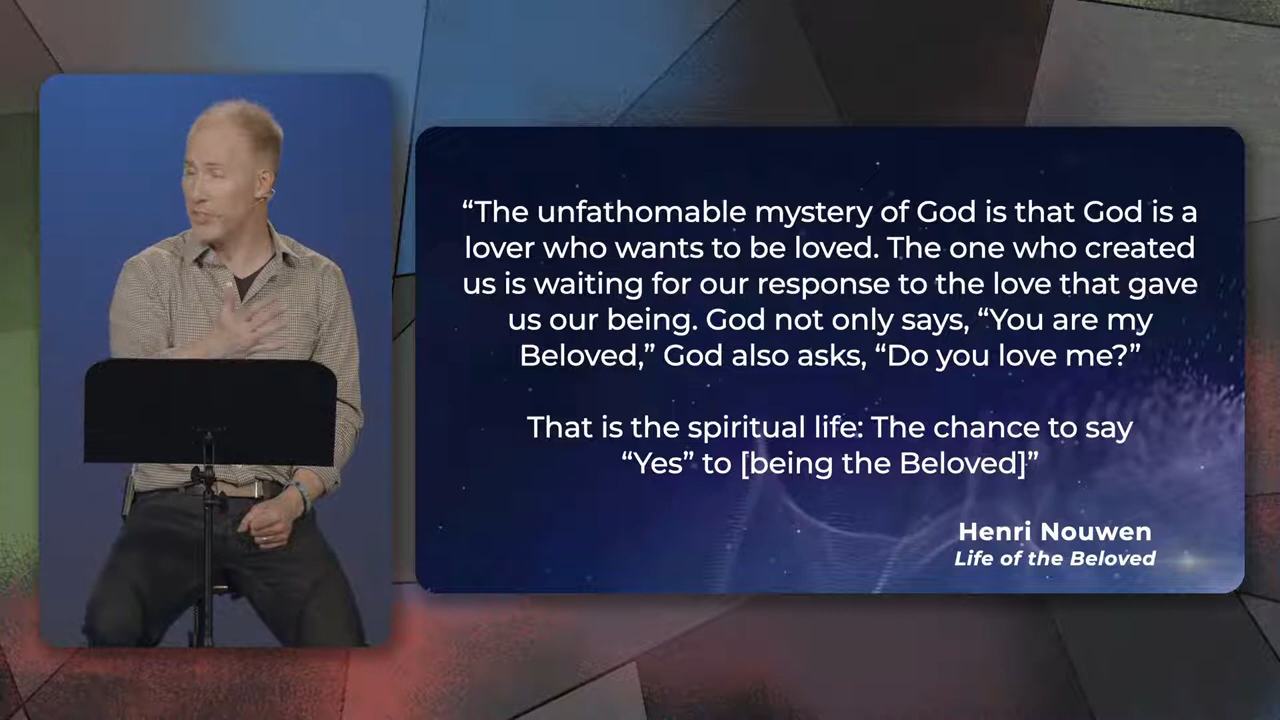 “The unfathomable mystery of God is that God is a
lover who wants to be loved. The one who created
us is waiting for our response to the love that gave
us our being. God not only says, “You are my
Beloved,” God also asks, “Do you love me?”
That is the spiritual life: The chance to say
“Yes” to [being the Beloved]”
Henri Nouwen
Life of the Beloved